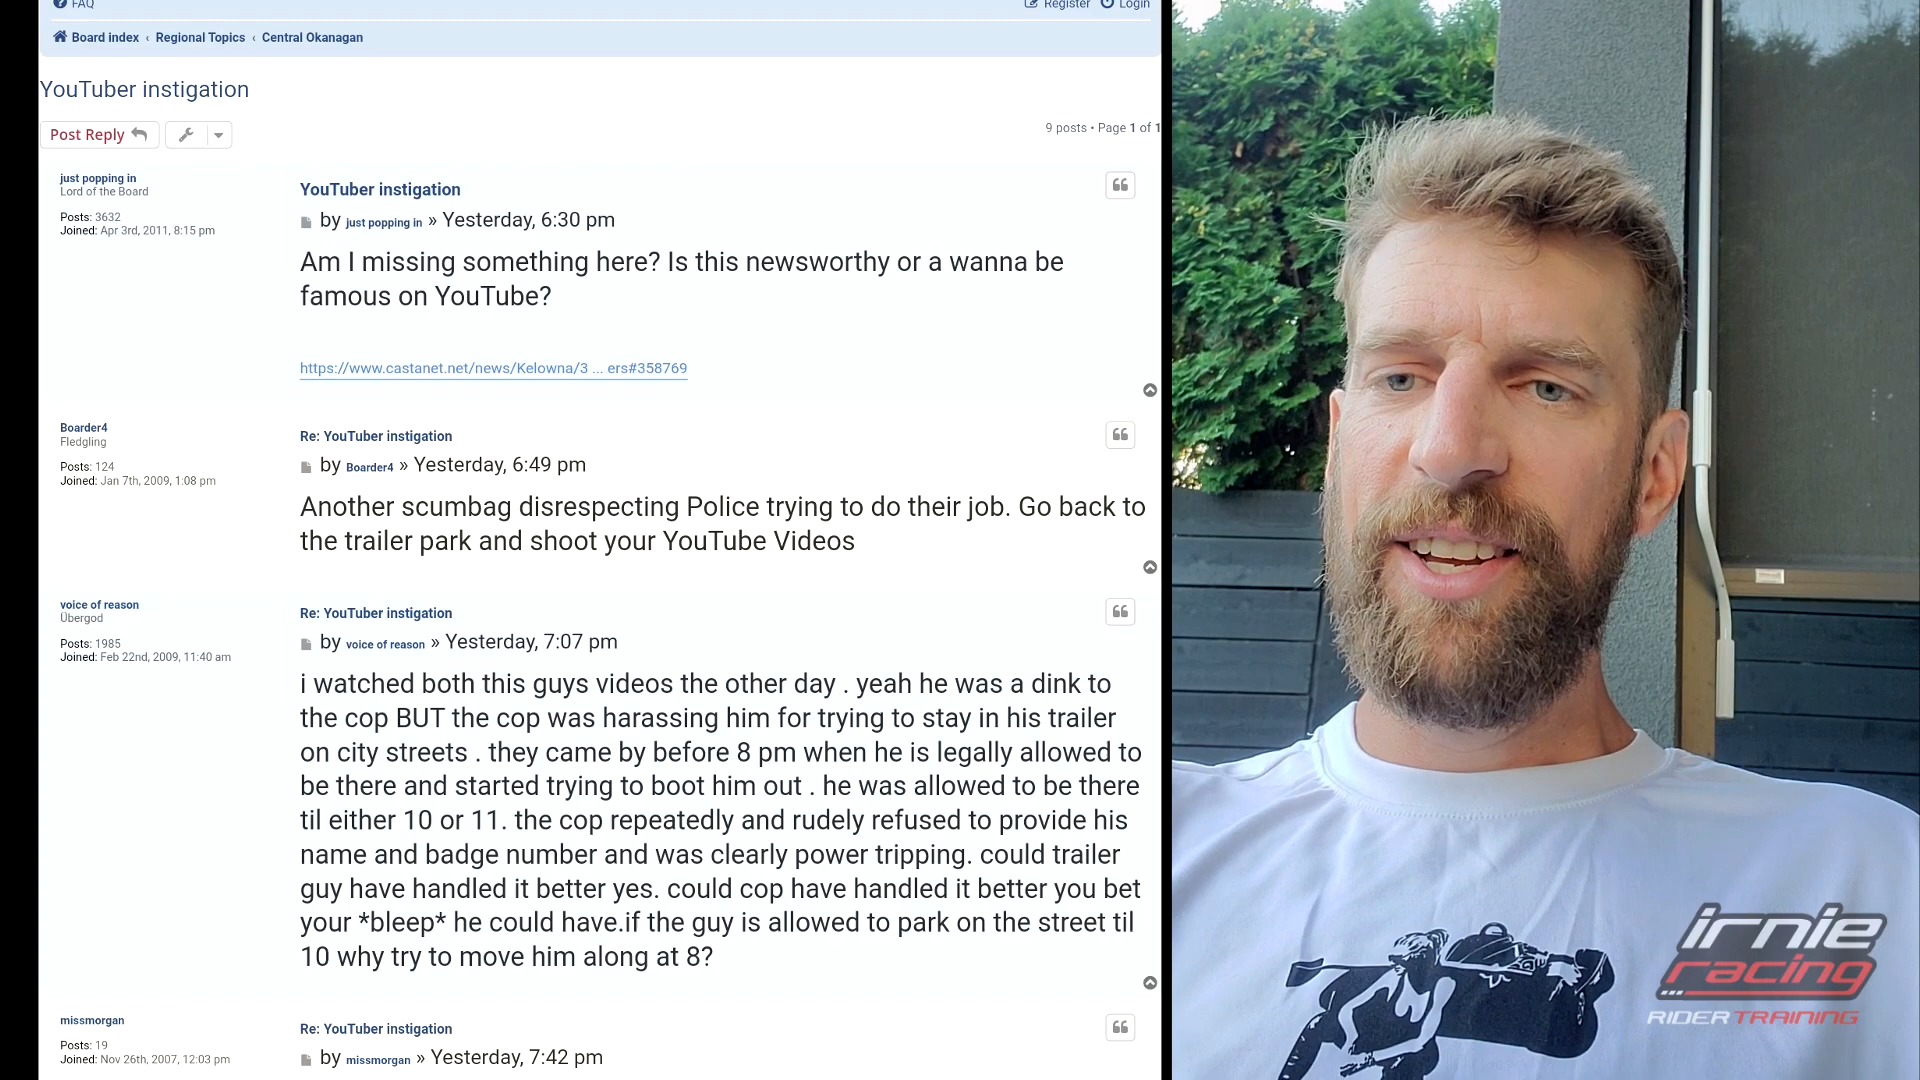 FAQ
Register
Login
Board index ‹ Regional Topics ‹ Central Okanagan
YouTuber instigation
Post Reply
9 posts • Page 1 of 1
just popping in
Lord of the Board
Posts: 3632
Joined: Apr 3rd, 2011, 8:15 pm
YouTuber instigation
by just popping in » Yesterday, 6:30 pm
Am I missing something here? Is this newsworthy or a wanna be
famous on YouTube?
https://www.castanet.net/news/Kelowna/3 ... ers#358769
Boarder4
Fledgling
Posts: 124
Joined: Jan 7th, 2009, 1:08 pm
Re: YouTuber instigation
by Boarder4 » Yesterday, 6:49 pm
Another scumbag disrespecting Police trying to do their job. Go back to
the trailer park and shoot your YouTube Videos
voice of reason
Übergod
Posts: 1985
Joined: Feb 22nd, 2009, 11:40 am
Re: YouTuber instigation
by voice of reason » Yesterday, 7:07 pm
i watched both this guys videos the other day . yeah he was a dink to
the cop BUT the cop was harassing him for trying to stay in his trailer
on city streets . they came by before 8 pm when he is legally allowed to
be there and started trying to boot him out . he was allowed to be there
til either 10 or 11. the cop repeatedly and rudely refused to provide his
name and badge number and was clearly power tripping. could trailer
guy have handled it better yes. could cop have handled it better you bet
your *bleep* he could have.if the guy is allowed to park on the street til
10 why try to move him along at 8?
missmorgan
Posts: 19
Joined: Nov 26th, 2007, 12:03 pm
Re: YouTuber instigation
by missmorgan » Yesterday, 7:42 pm
irnie
racing
RIDER TRAINING